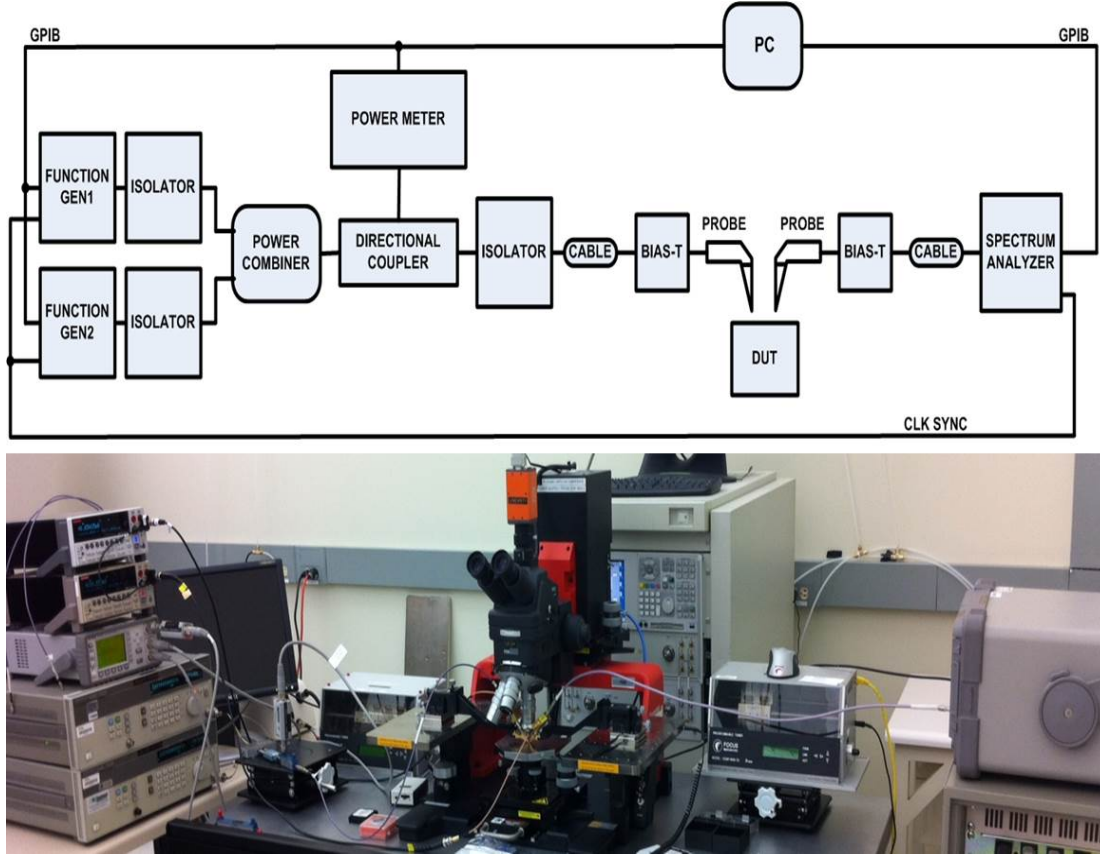 GPIB
PC
GPIB
POWER METER
FUNCTION
GEN1
ISOLATOR
POWER
COMBINER
DIRECTIONAL
COUPLER
ISOLATOR
CABLE
BIAS-T
PROBE
PROBE
BIAS-T
CABLE
SPECTRUM
ANALYZER
FUNCTION
GEN2
ISOLATOR
DUT
CLK SYNC
FOCUS